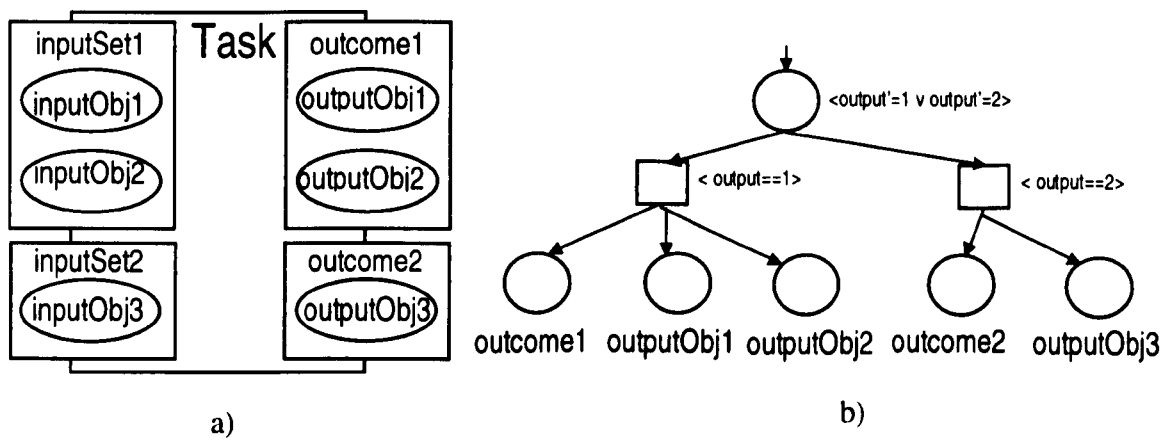 inputSet1
Task
outcome1
inputObj1
outputObj1
inputObj2
outputObj2
inputSet2
outcome2
inputObj3
outputObj3
a)
<output'=1 v output'=2>
< output==1>
< output==2>
outcome1
outputObj1
outputObj2
outcome2
outputObj3
b)